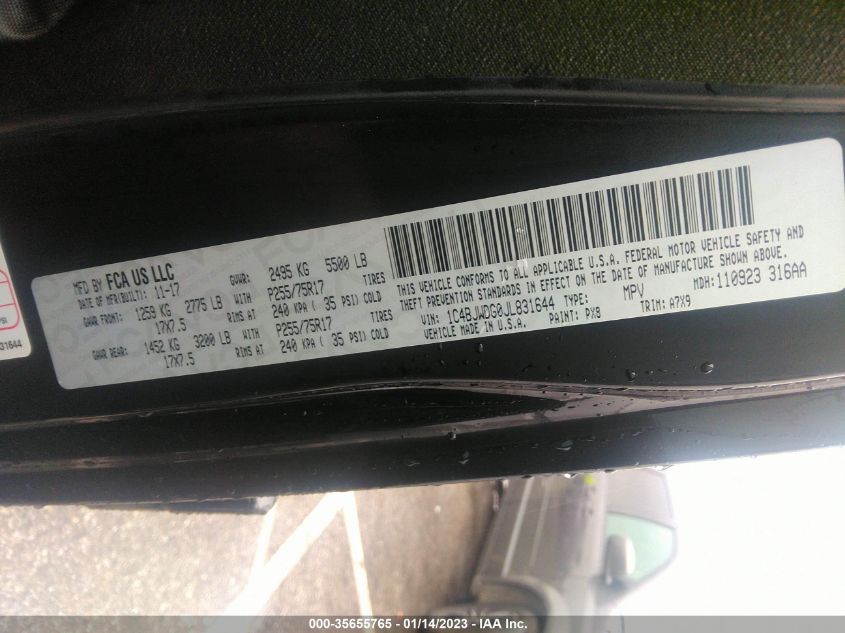 MFD BY FCA US LLC
DATE OF MFR(BUILT): 11-17 GVWR: 2495 KG 5500 LB
GAWR FRONT: 1259 KG 2775 LB WITH P255/75R17 TIRES
17X7.5 RIMS AT 240 KPA ( 35 PSI) COLD
GAWR REAR: 1452 KG 3200 LB WITH P255/75R17 TIRES
17X7.5 RIMS AT 240 KPA ( 35 PSI) COLD
THIS VEHICLE CONFORMS TO ALL APPLICABLE U.S.A. FEDERAL MOTOR VEHICLE SAFETY AND
THEFT PREVENTION STANDARDS IN EFFECT ON THE DATE OF MANUFACTURE SHOWN ABOVE.
VIN: 1C4BJWDG0JL831644 TYPE: MPV MDH: 110923 316AA
VEHICLE MADE IN U.S.A. PAINT: PX8 TRIM: A7X9
PSI
31644
000-35655765 - 01/14/2023 - IAA Inc.